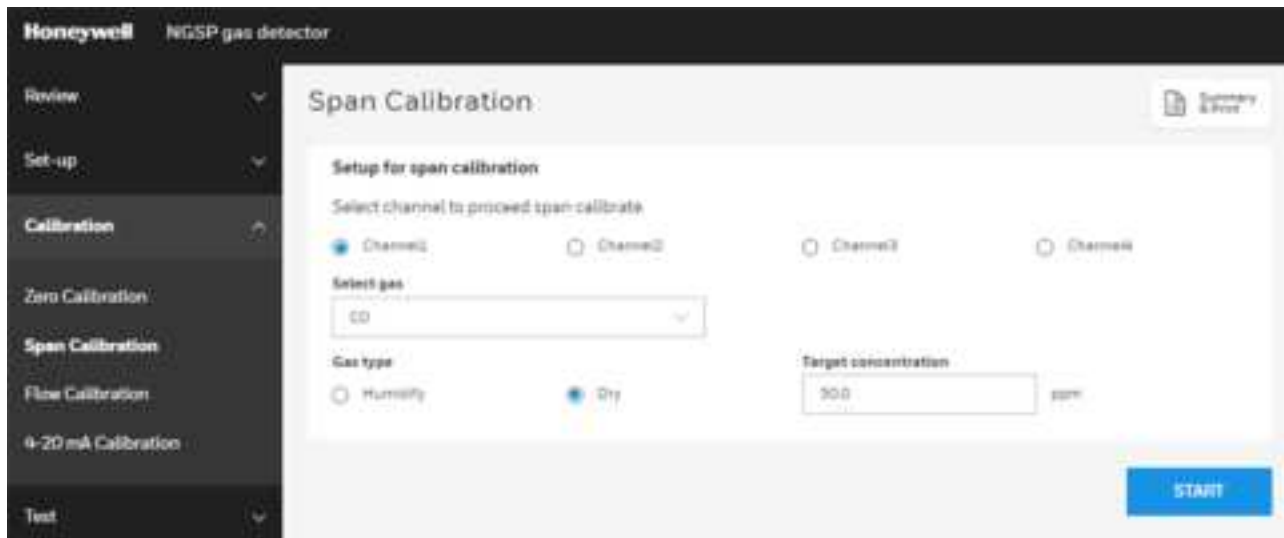 Honeywell NGSP gas detector
Review
Set-up
Calibration
Zero Calibration
Span Calibration
Flow Calibration
4-20 mA Calibration
Test
Span Calibration
Summary
& Print
Setup for span calibration
Select channel to proceed span calibrate
Channel1 Channel2 Channel3 Channel4
Select gas
CO
Gas type
Humidify Dry
Target concentration
ppm
START